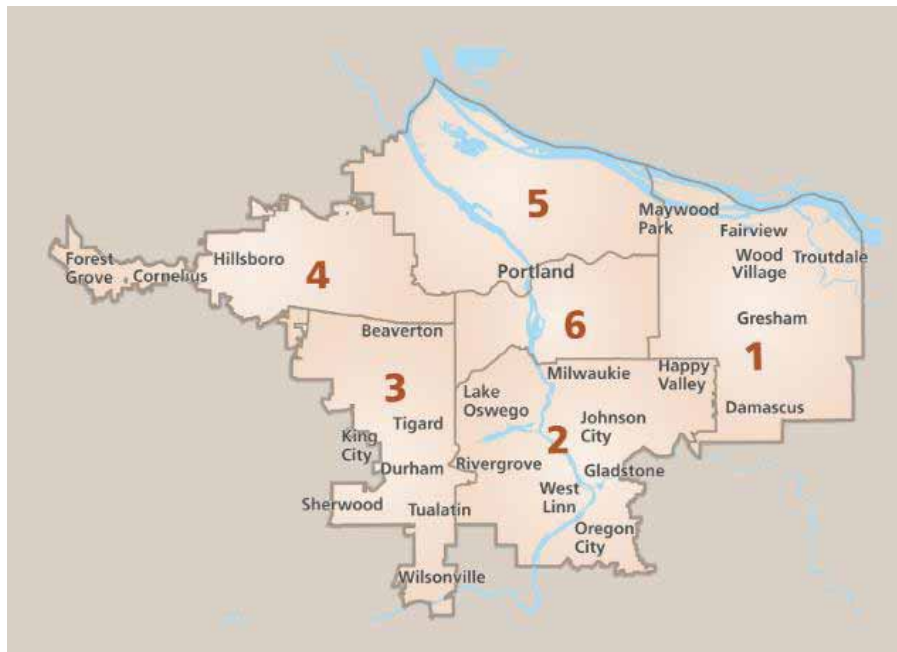 5
Maywood
Park
Fairview
Wood
Village
Troutdale
Forest
Grove
Cornelius
Hillsboro
4
Portland
6
Gresham
1
Beaverton
3
Milwaukie
Happy
Valley
Lake
Oswego
Damascus
Tigard
Johnson
City
2
King
City
Durham
Rivergrove
Gladstone
Sherwood
Tualatin
West
Linn
Oregon
City
Wilsonville